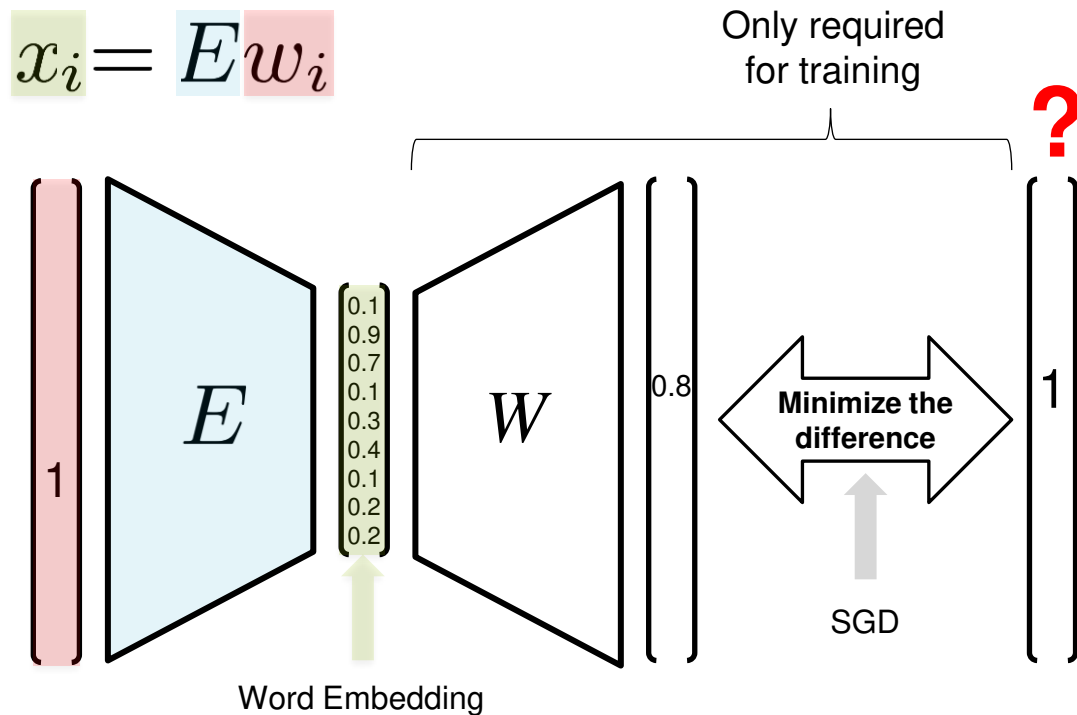 x_i = E w_i
Only required
for training
?
1
E
0.1
0.9
0.7
0.1
0.3
0.4
0.1
0.2
0.2
W
0.8
Minimize the
difference
1
SGD
Word Embedding